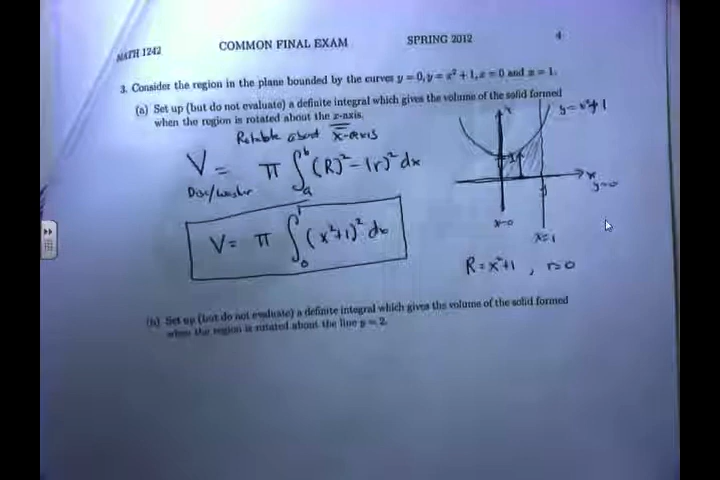 MATH 1242 COMMON FINAL EXAM SPRING 2012 4
3. Consider the region in the plane bounded by the curves y = 0, y = x² + 1, x = 0 and x = 1.
(a) Set up (but do not evaluate) a definite integral which gives the volume of the solid formed
when the region is rotated about the x-axis.
Rotate about x-axis
V = π ∫ₐᵇ (R)² - (r)² dx
Disc/washer
V = π ∫₀¹ (x²+1)² dx
y = x²+1
x
y=0
x=0
x=1
R = x²+1 , r=0
(b) Set up (but do not evaluate) a definite integral which gives the volume of the solid formed
when the region is rotated about the line y = 2.